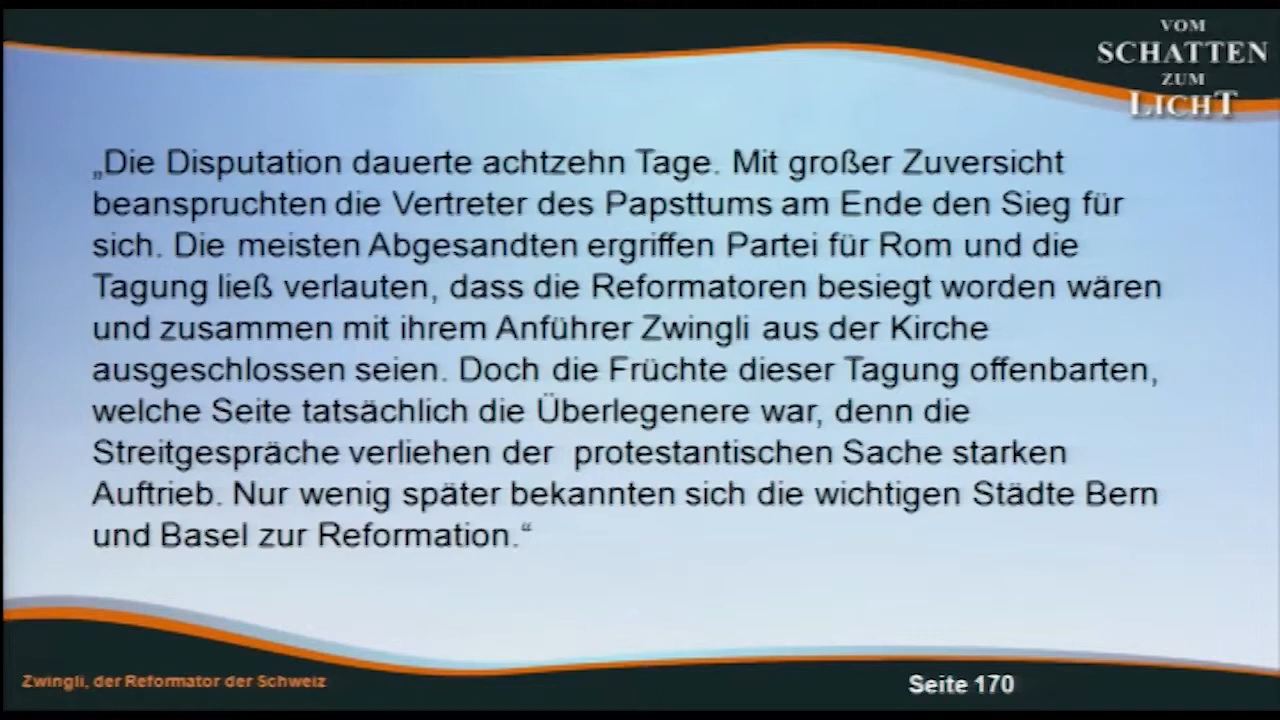 VOM
SCHATTEN
ZUM
LICHT
„Die Disputation dauerte achtzehn Tage. Mit großer Zuversicht
beanspruchten die Vertreter des Papsttums am Ende den Sieg für
sich. Die meisten Abgesandten ergriffen Partei für Rom und die
Tagung ließ verlauten, dass die Reformatoren besiegt worden wären
und zusammen mit ihrem Anführer Zwingli aus der Kirche
ausgeschlossen seien. Doch die Früchte dieser Tagung offenbarten,
welche Seite tatsächlich die Überlegenere war, denn die
Streitgespräche verliehen der protestantischen Sache starken
Auftrieb. Nur wenig später bekannten sich die wichtigen Städte Bern
und Basel zur Reformation.“
Zwingli, der Reformator der Schweiz
Seite 170